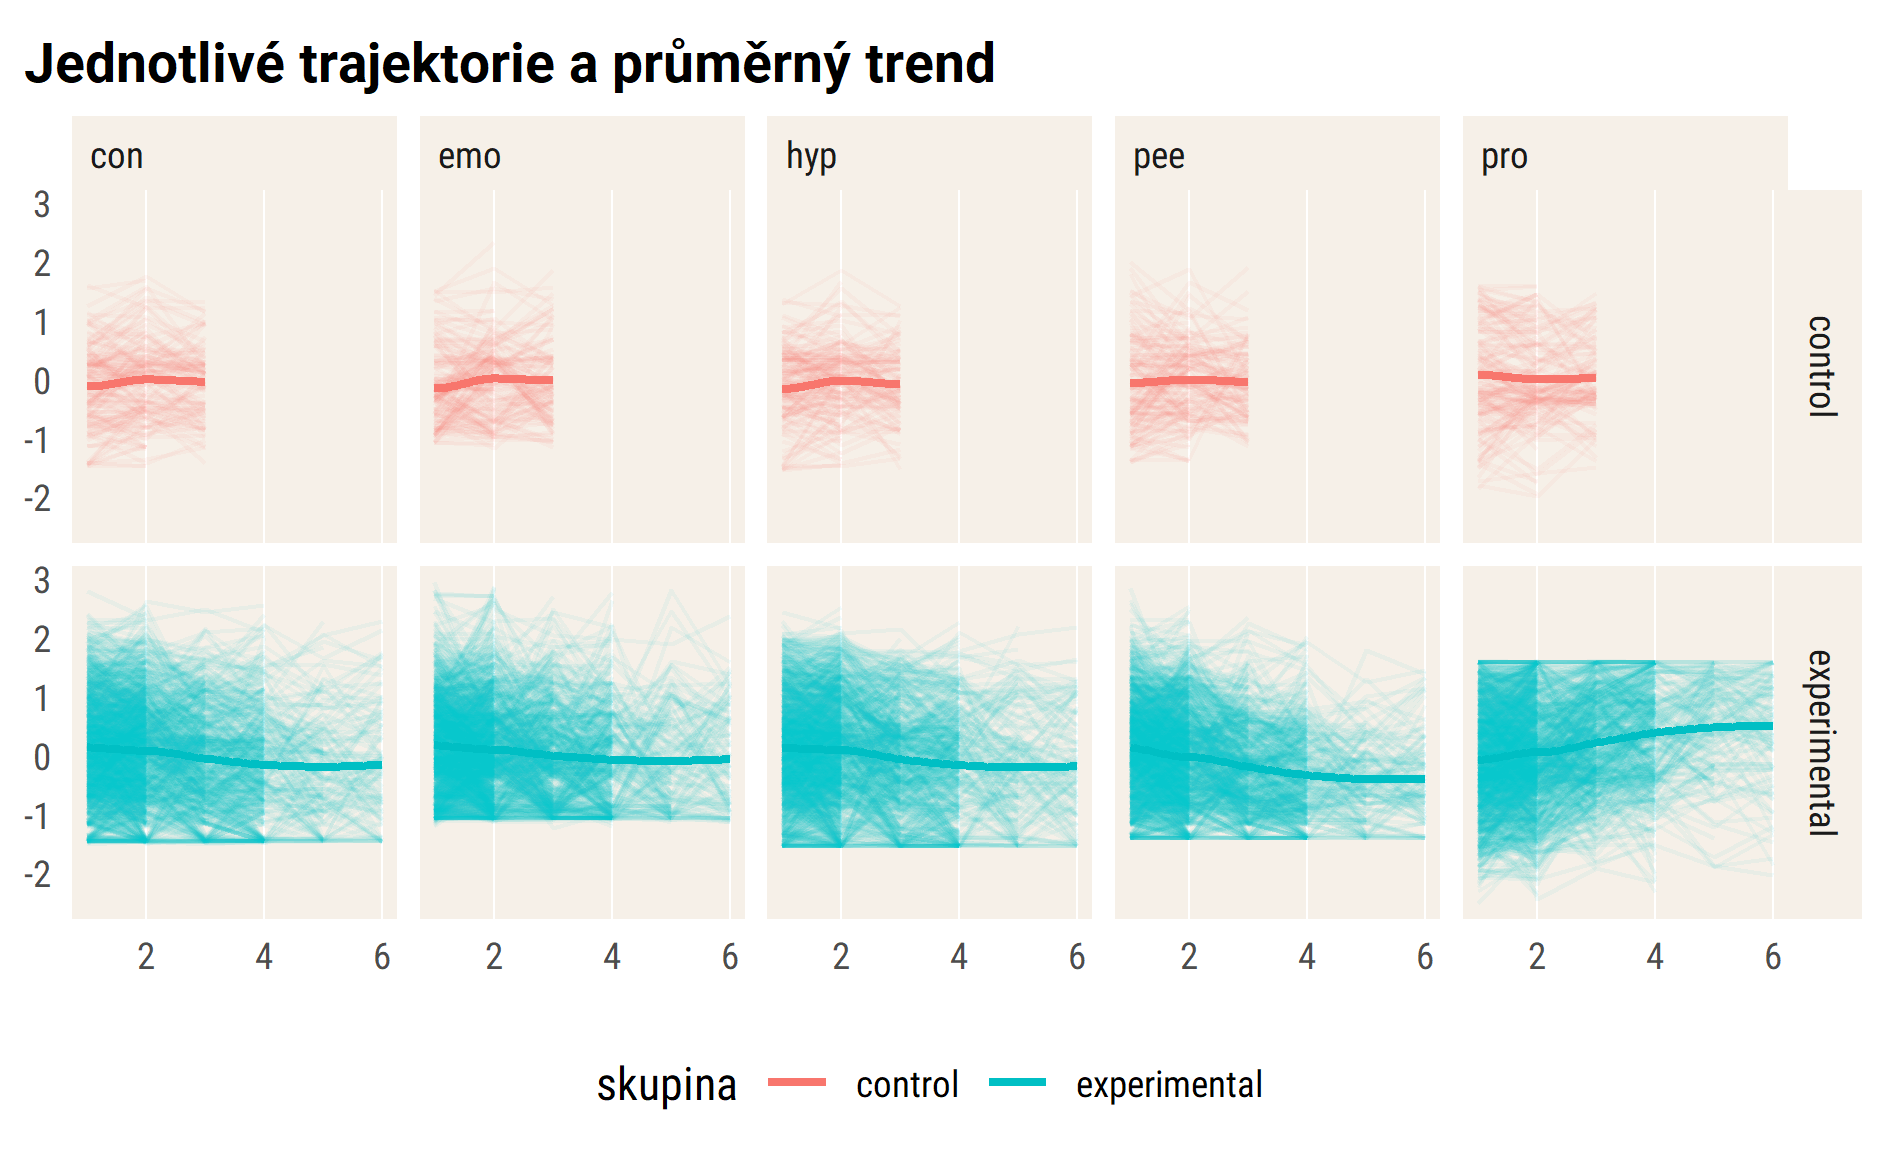 Jednotlivé trajektorie a průměrný trend
con emo hyp pee pro
3
2
1
0
-1
-2
control
3
2
1
0
-1
-2
experimental
2 4 6 2 4 6 2 4 6 2 4 6 2 4 6
skupina control experimental